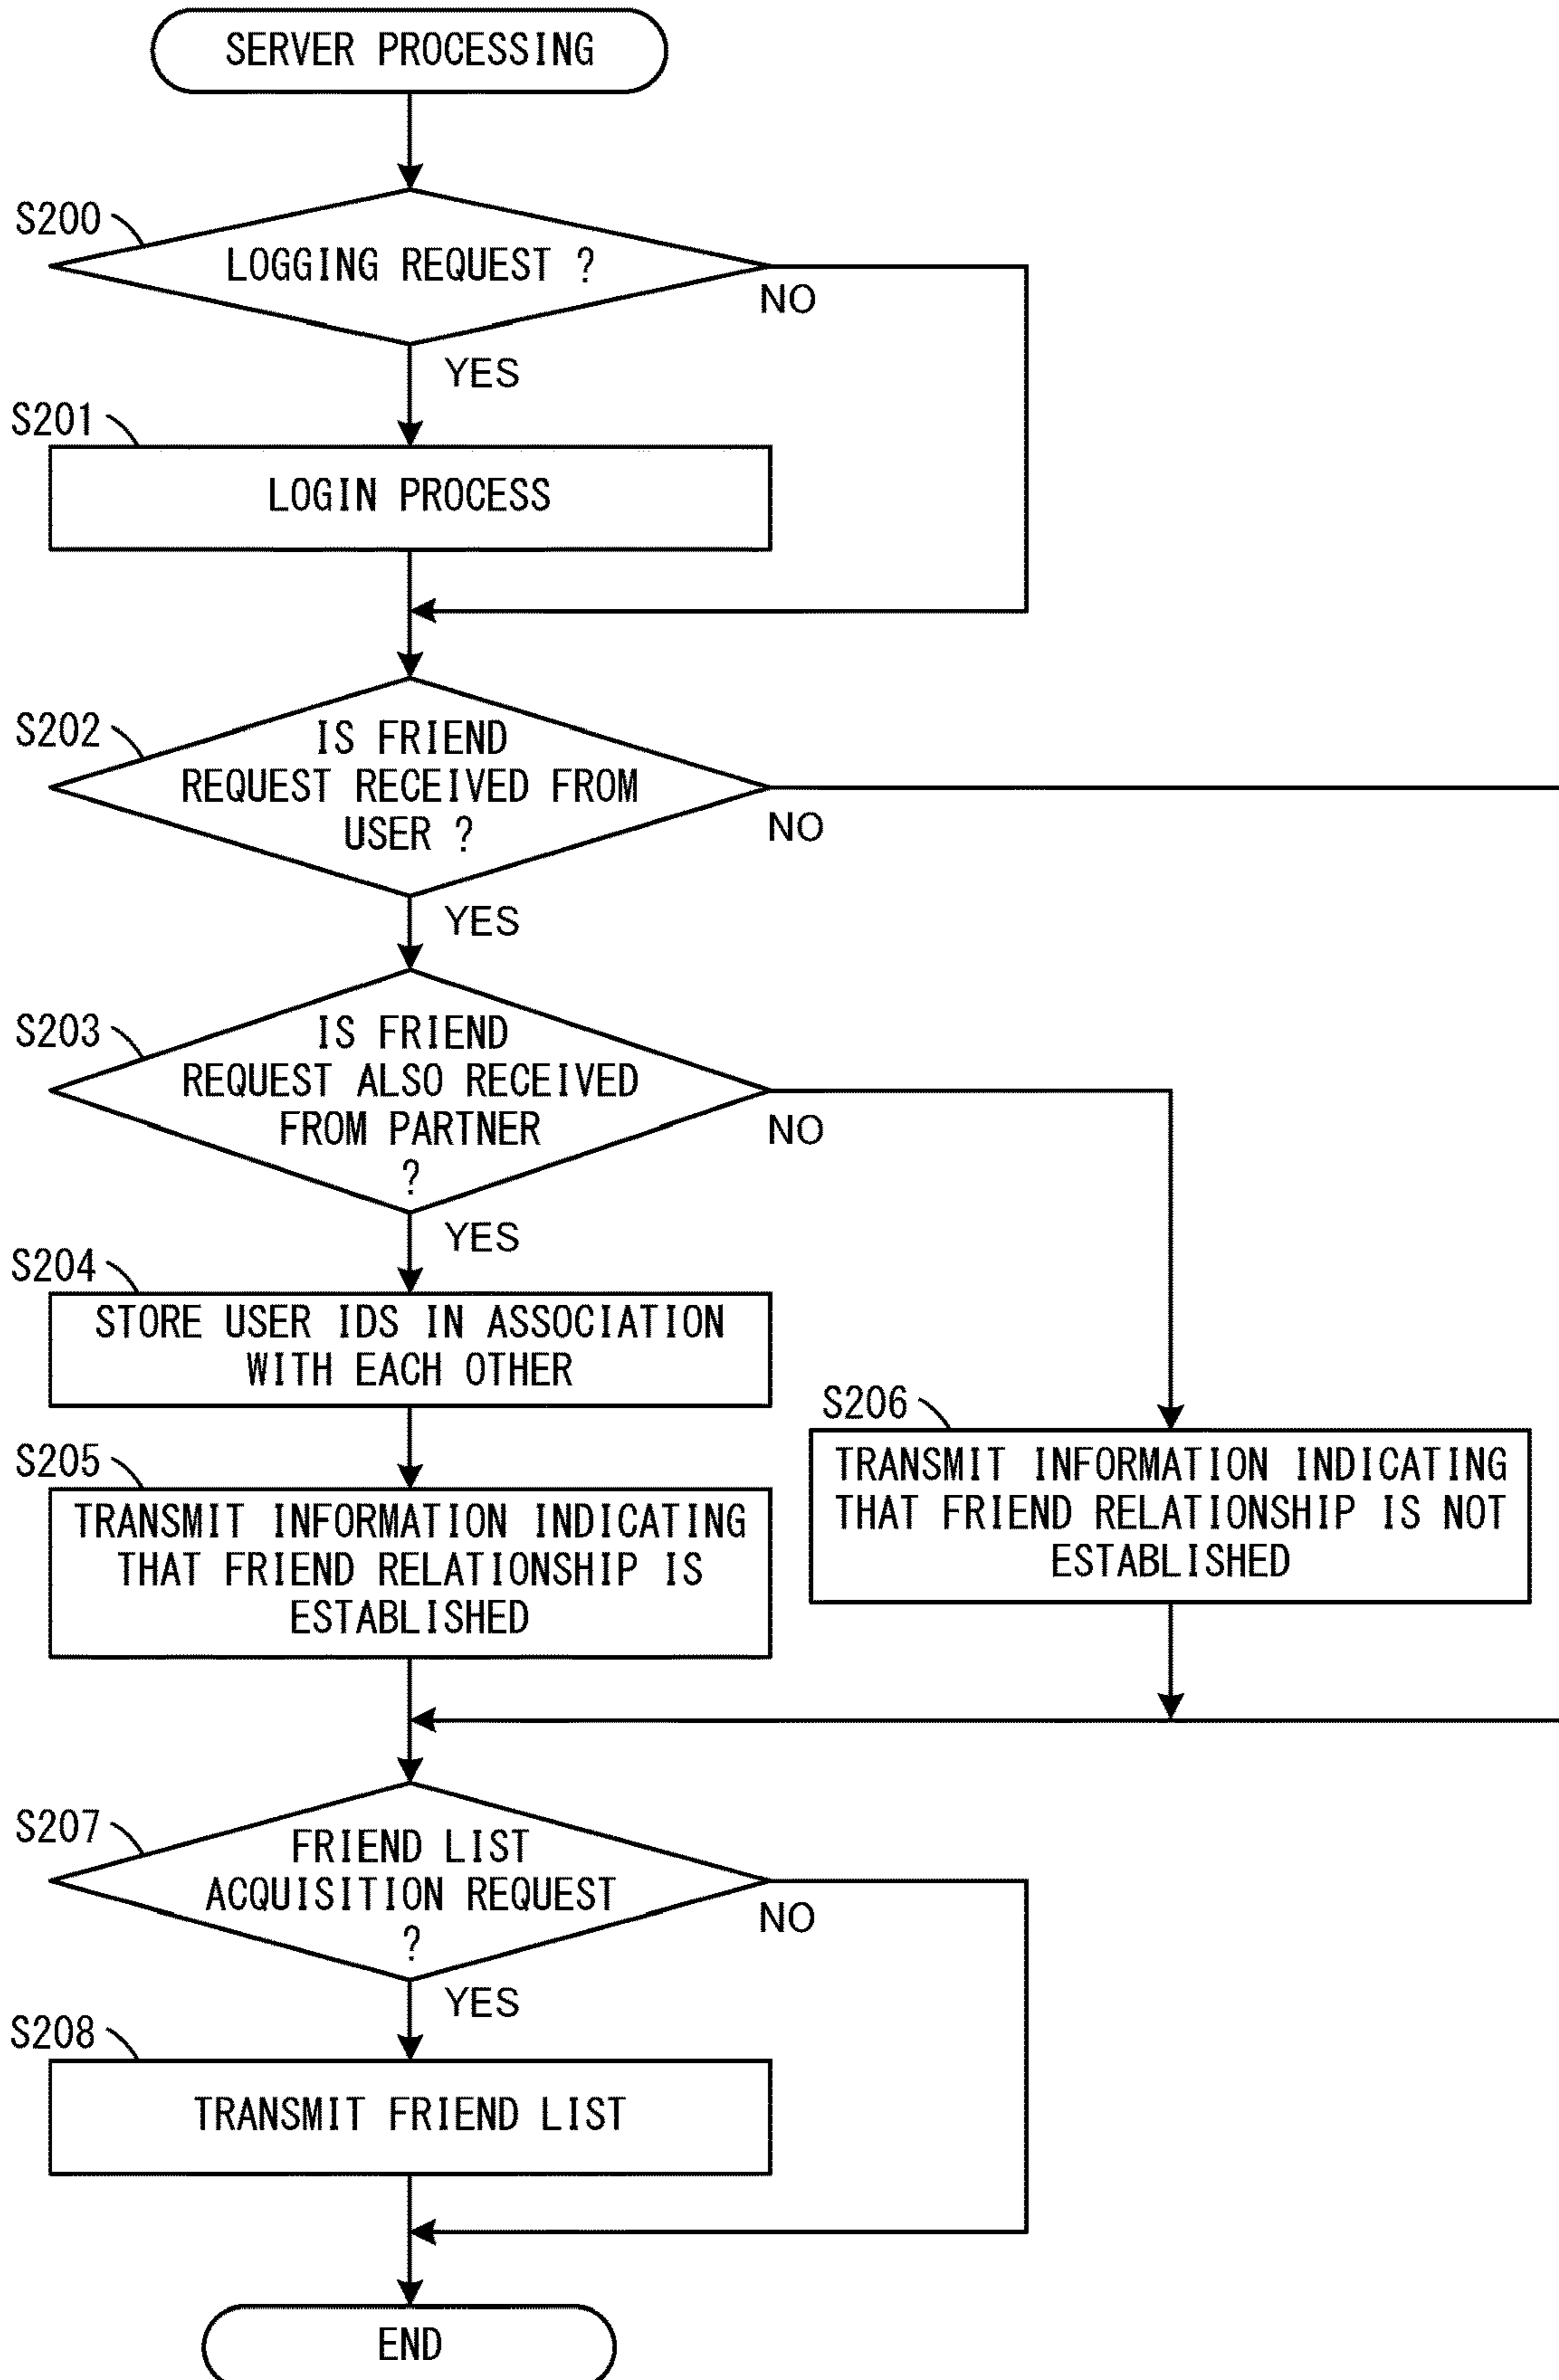 SERVER PROCESSING
S200
LOGGING REQUEST ?
NO
YES
S201
LOGIN PROCESS
S202
IS FRIEND
REQUEST RECEIVED FROM
USER ?
NO
YES
S203
IS FRIEND
REQUEST ALSO RECEIVED
FROM PARTNER
?
NO
YES
S204
STORE USER IDS IN ASSOCIATION
WITH EACH OTHER
S205
TRANSMIT INFORMATION INDICATING
THAT FRIEND RELATIONSHIP IS
ESTABLISHED
S206
TRANSMIT INFORMATION INDICATING
THAT FRIEND RELATIONSHIP IS NOT
ESTABLISHED
S207
FRIEND LIST
ACQUISITION REQUEST
?
NO
YES
S208
TRANSMIT FRIEND LIST
END